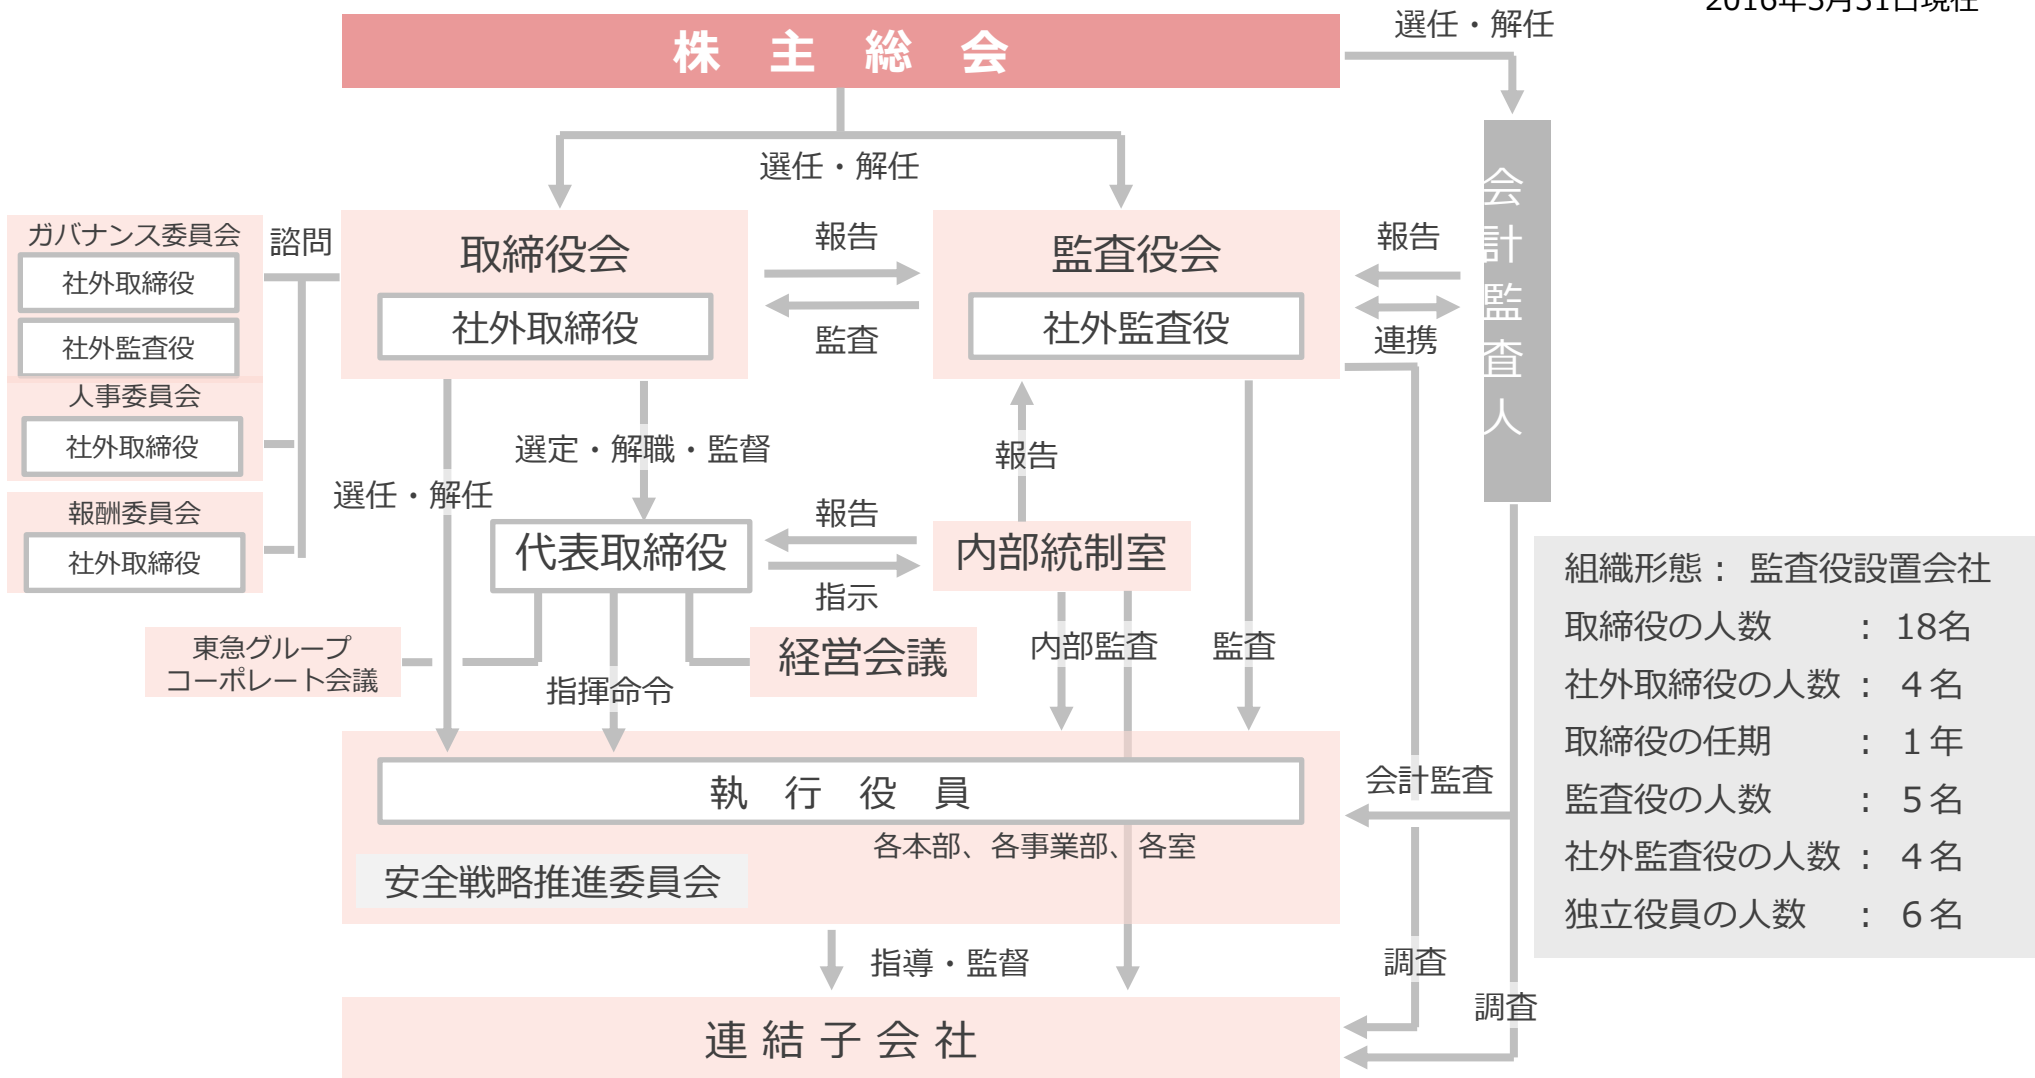 株主総会
選任・解任
選任・解任
会計監査人
ガバナンス委員会
社外取締役
社外監査役
人事委員会
社外取締役
報酬委員会
社外取締役
諮問
取締役会
社外取締役
報告
監査
監査役会
社外監査役
報告
連携
選定・解職・監督
選任・解任
報告
代表取締役
報告
指示
内部統制室
東急グループ
コーポレート会議
経営会議
指揮命令
内部監査
監査
執行役員
各本部、各事業部、各室
安全戦略推進委員会
会計監査
指導・監督
調査
調査
連結子会社
組織形態： 監査役設置会社
取締役の人数 ： 18名
社外取締役の人数 ： 4名
取締役の任期 ： 1年
監査役の人数 ： 5名
社外監査役の人数 ： 4名
独立役員の人数 ： 6名